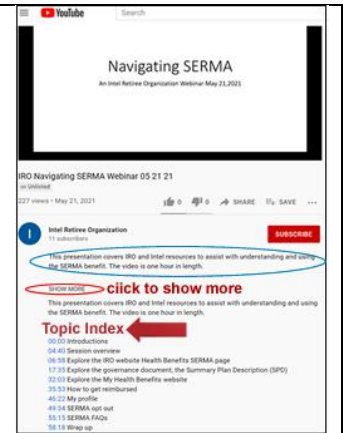 YouTube
Search
Navigating SERMA
An Intel Retiree Organization Webinar May 21,2021
IRO Navigating SERMA Webinar 05 21 21
Unlisted
227 views • May 21, 2021
0
0
SHARE
SAVE
...
I
Intel Retiree Organization
11 subscribers
SUBSCRIBE
This presentation covers IRO and Intel resources to assist with understanding and using
the SERMA benefit. The video is one hour in length.
SHOW MORE
click to show more
This presentation covers IRO and Intel resources to assist with understanding and using
the SERMA benefit. The video is one hour in length.
Topic Index
00:00 Introductions
04:40 Session overview
06:58 Explore the IRO website Health Benefits SERMA page
17:35 Explore the governance document, the Summary Plan Description (SPD)
32:03 Explore the My Health Benefits website
35:53 How to get reimbursed
46:22 My profile
49:34 SERMA opt out
55:15 SERMA FAQs
58:18 Wrap up